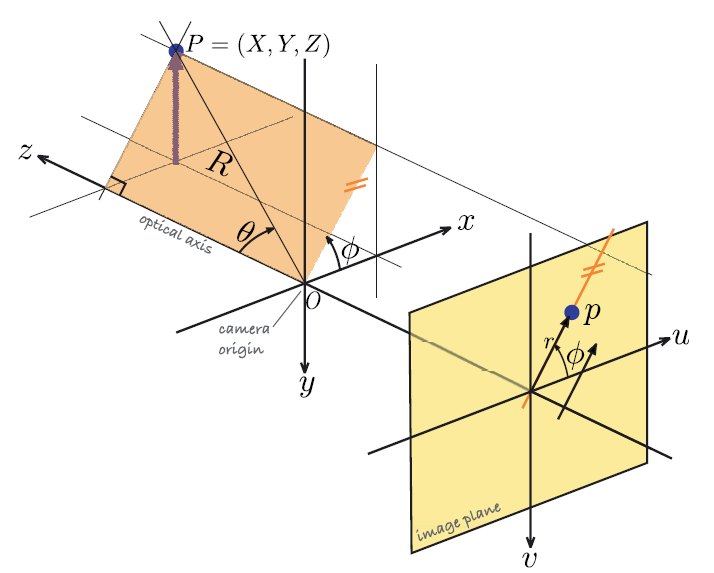 P = (X, Y, Z)
z
R
x
optical axis
θ
ϕ
O
camera
origin
y
p
r
ϕ
u
image plane
v